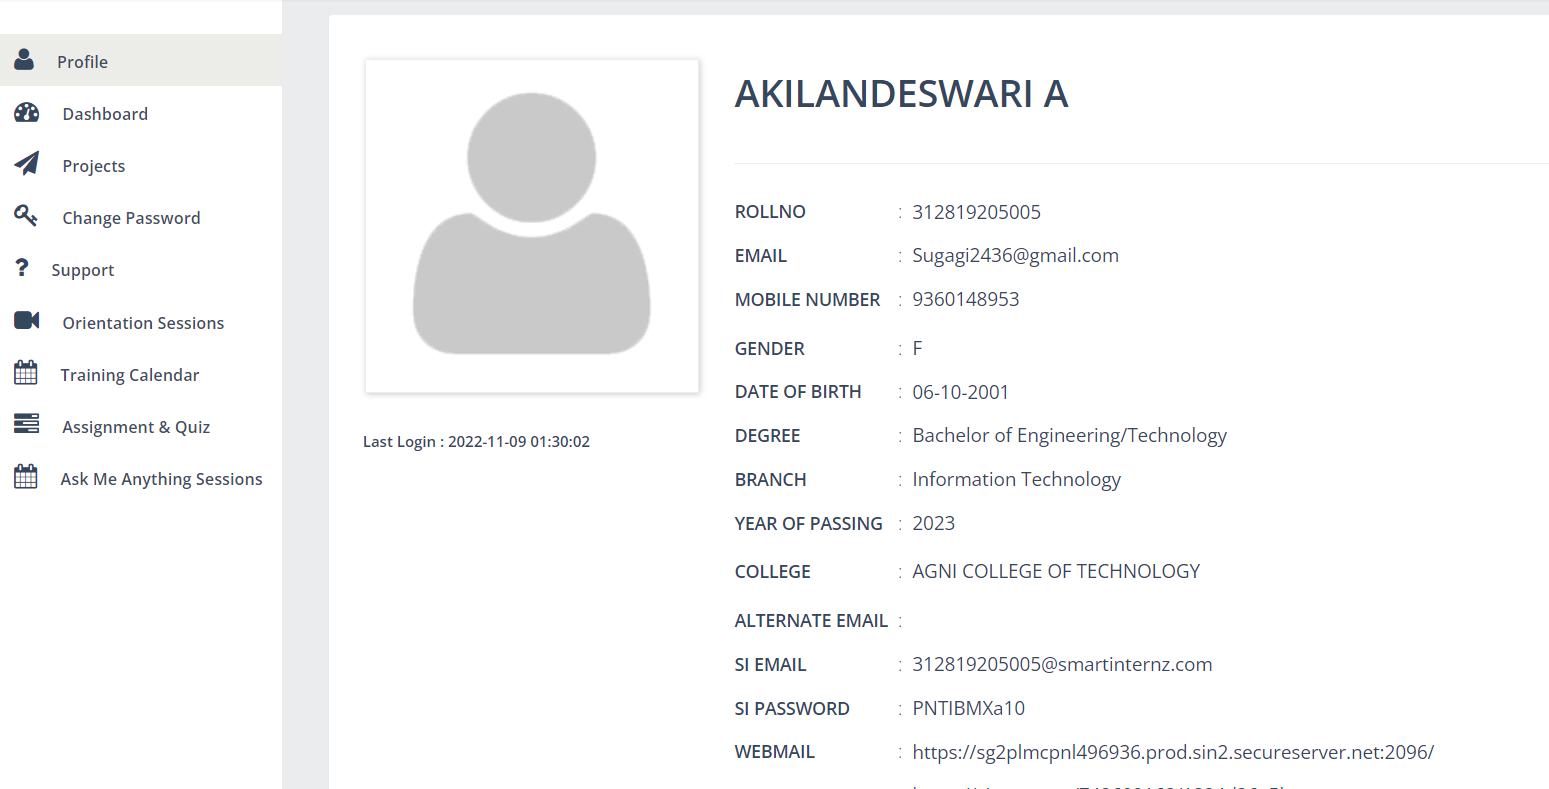 Profile
Dashboard
Projects
Change Password
Support
Orientation Sessions
Training Calendar
Assignment & Quiz
Ask Me Anything Sessions
Last Login : 2022-11-09 01:30:02
AKILANDESWARI A
ROLLNO : 312819205005
EMAIL : Sugagi2436@gmail.com
MOBILE NUMBER : 9360148953
GENDER : F
DATE OF BIRTH : 06-10-2001
DEGREE : Bachelor of Engineering/Technology
BRANCH : Information Technology
YEAR OF PASSING : 2023
COLLEGE : AGNI COLLEGE OF TECHNOLOGY
ALTERNATE EMAIL :
SI EMAIL : 312819205005@smartinternz.com
SI PASSWORD : PNTIBMXa10
WEBMAIL : https://sg2plmcpnl496936.prod.sin2.secureserver.net:2096/